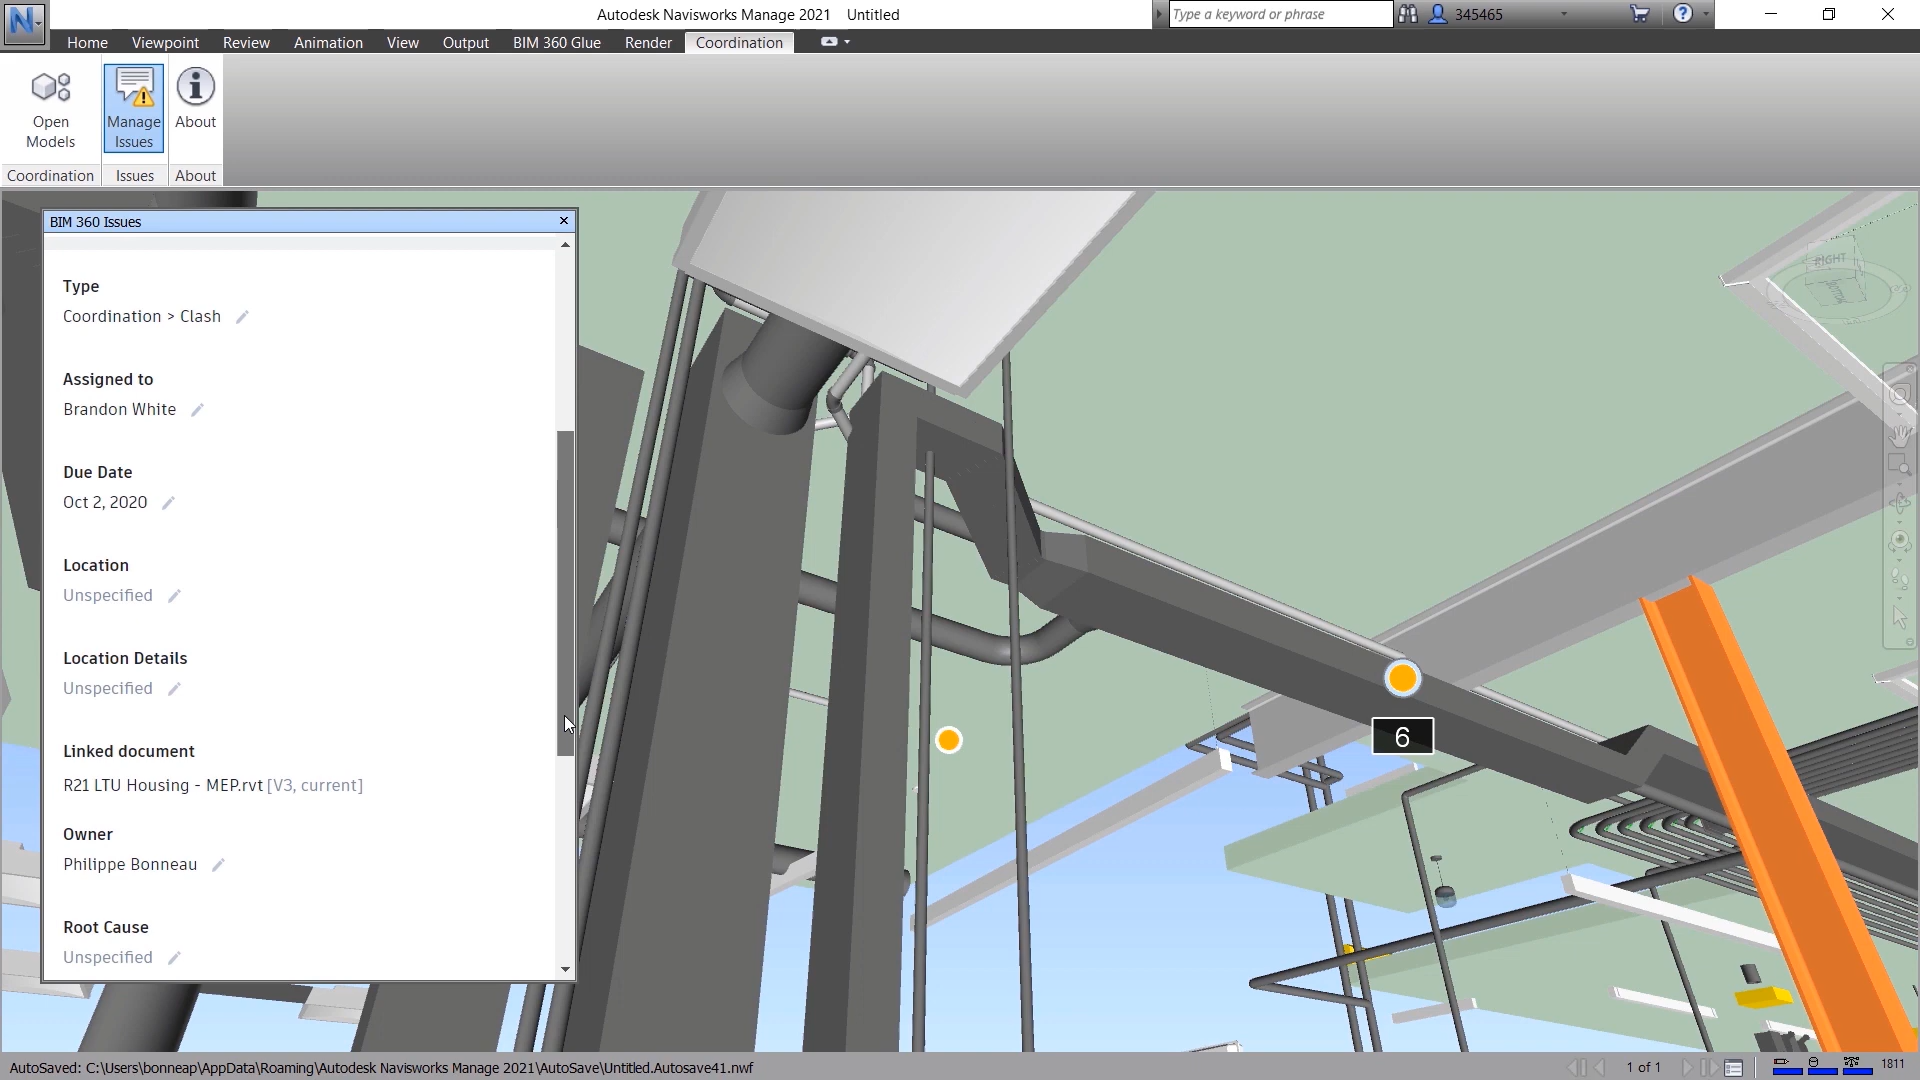 Autodesk Navisworks Manage 2021 Untitled
Type a keyword or phrase
345465
Home Viewpoint Review Animation View Output BIM 360 Glue Render Coordination
Open Models
Manage Issues
About
Coordination Issues About
BIM 360 Issues
Type
Coordination > Clash
Assigned to
Brandon White
Due Date
Oct 2, 2020
Location
Unspecified
Location Details
Unspecified
Linked document
R21 LTU Housing - MEP.rvt [V3, current]
Owner
Philippe Bonneau
Root Cause
Unspecified
RIGHT
BOTTOM
6
AutoSaved: C:\Users\bonneap\AppData\Roaming\Autodesk Navisworks Manage 2021\AutoSave\Untitled.Autosave41.nwf
1 of 1
1811